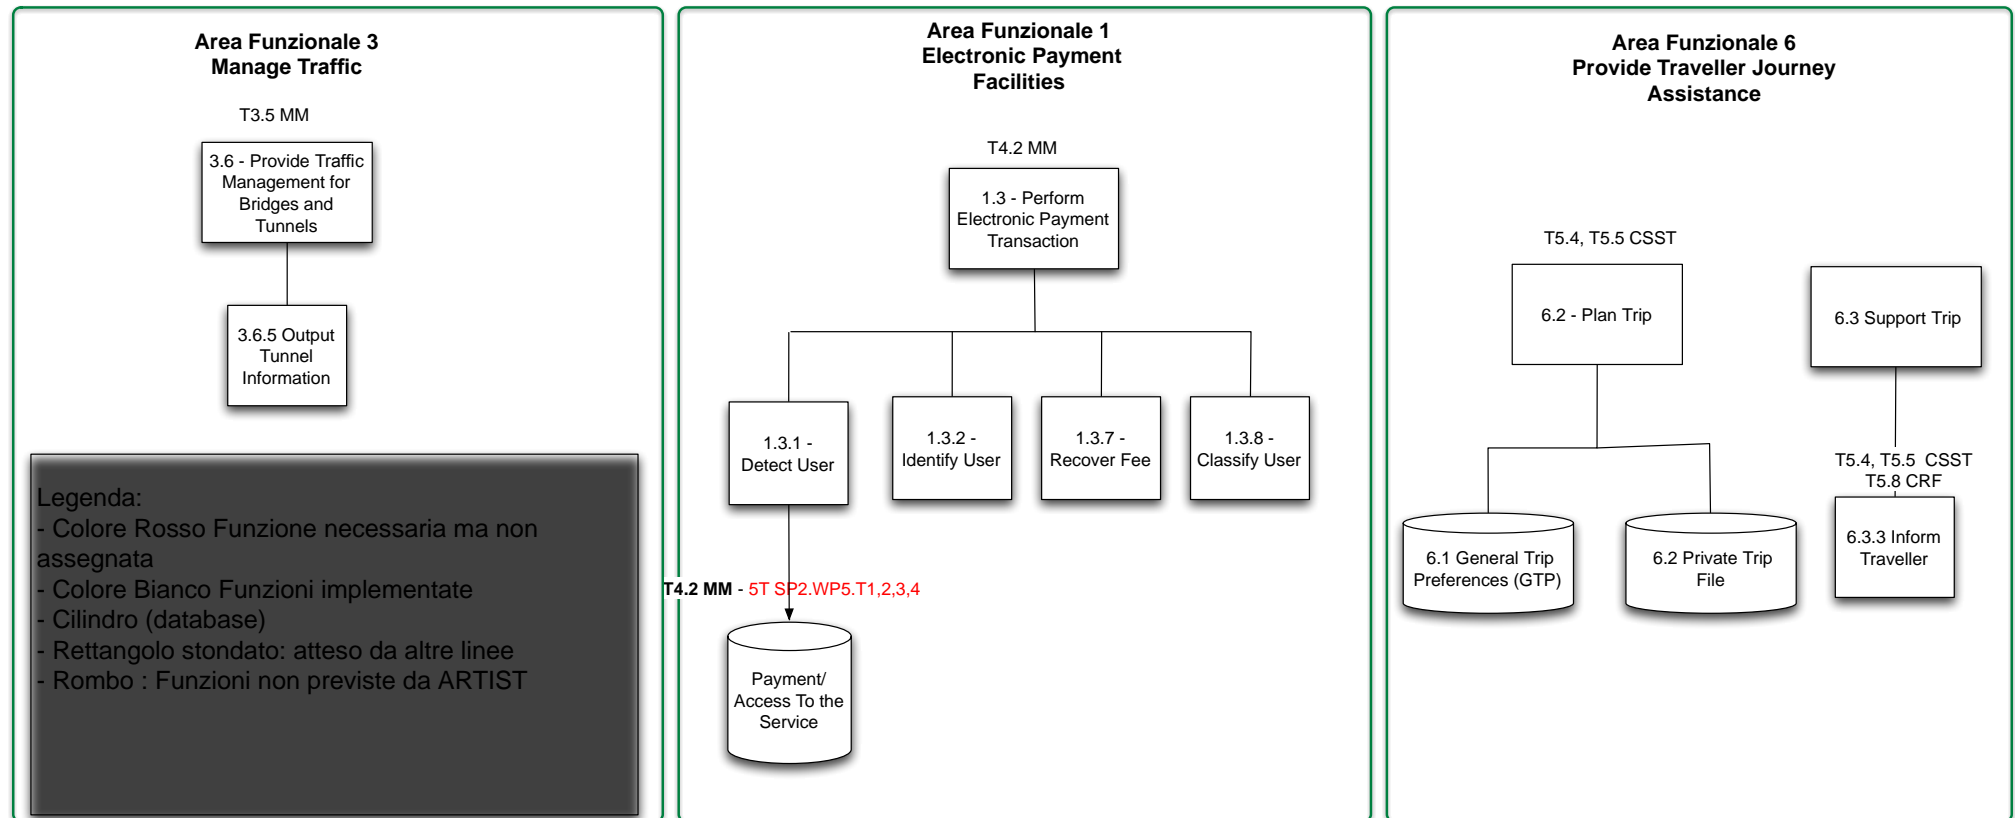 Area Funzionale 3
Manage Traffic
T3.5 MM
3.6 - Provide Traffic
Management for
Bridges and
Tunnels
3.6.5 Output
Tunnel
Information
Legenda:
- Colore Rosso Funzione necessaria ma non
assegnata
- Colore Bianco Funzioni implementate
- Cilindro (database)
- Rettangolo stondato: atteso da altre linee
- Rombo : Funzioni non previste da ARTIST
Area Funzionale 1
Electronic Payment
Facilities
T4.2 MM
1.3 - Perform
Electronic Payment
Transaction
1.3.1 -
Detect User
1.3.2 -
Identify User
1.3.7 -
Recover Fee
1.3.8 -
Classify User
T4.2 MM - 5T SP2.WP5.T1,2,3,4
Payment/
Access To the
Service
Area Funzionale 6
Provide Traveller Journey
Assistance
T5.4, T5.5 CSST
6.2 - Plan Trip
6.3 Support Trip
6.1 General Trip
Preferences (GTP)
6.2 Private Trip
File
T5.4, T5.5  CSST
T5.8 CRF
6.3.3 Inform
Traveller